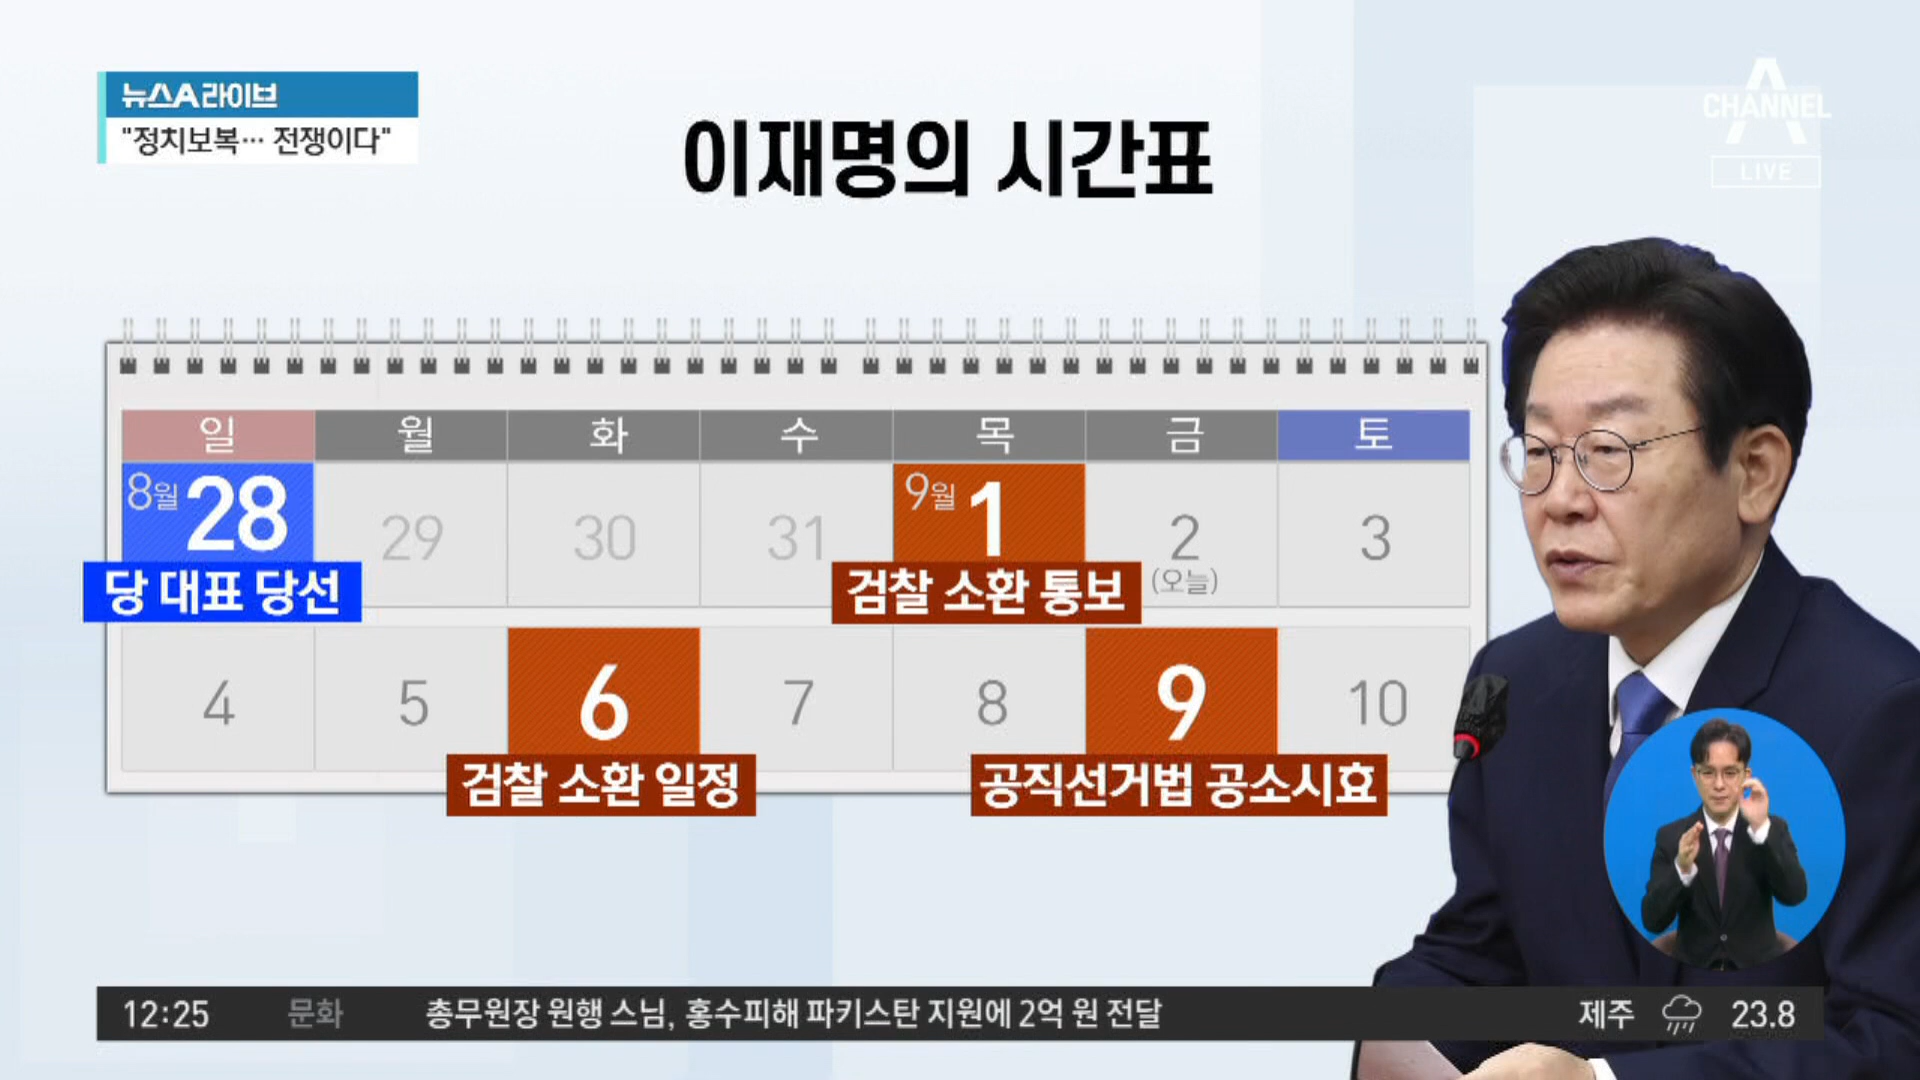 뉴스A라이브
"정치보복… 전쟁이다"
이재명의 시간표
CHANNEL A
LIVE
일 월 화 수 목 금 토
8월 28 29 30 31 9월 1 2 3
(오늘)
당 대표 당선
검찰 소환 통보
4 5 6 7 8 9 10
검찰 소환 일정
공직선거법 공소시효
12:25 문화 총무원장 원행 스님, 홍수피해 파키스탄 지원에 2억 원 전달 제주 23.8